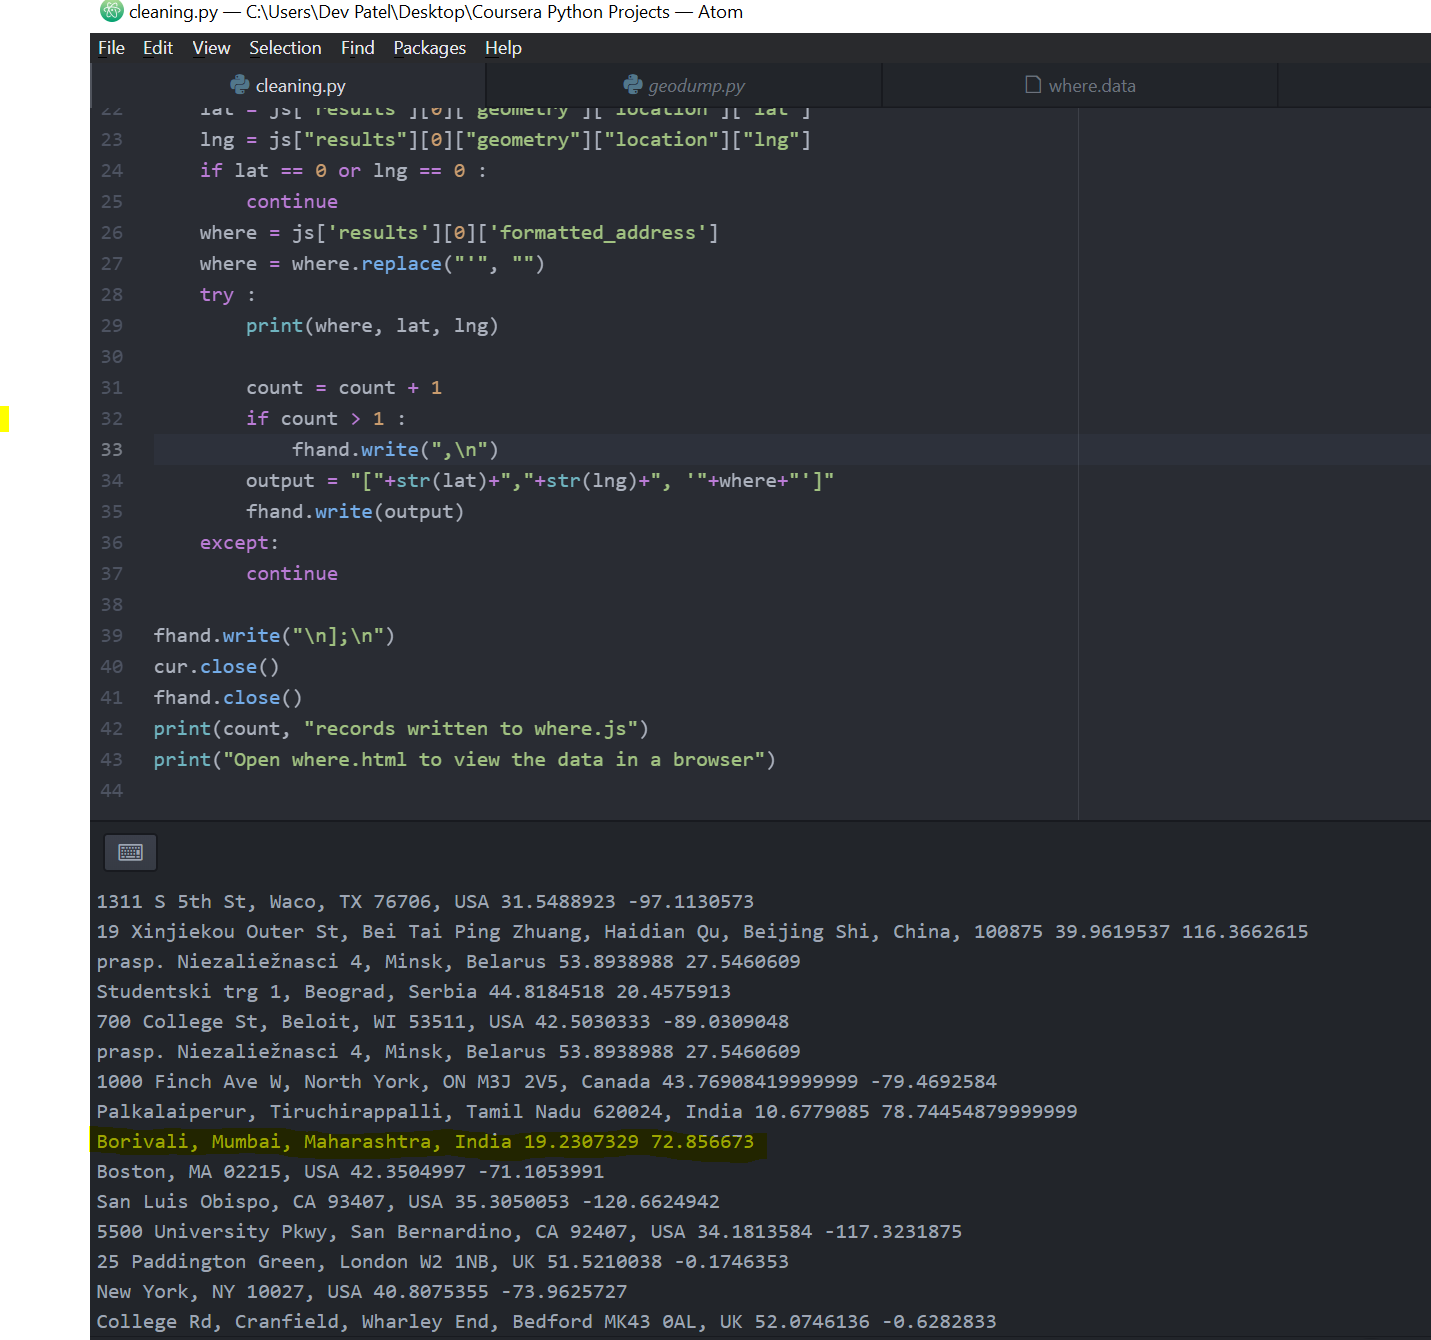 cleaning.py — C:\Users\Dev Patel\Desktop\Coursera Python Projects — Atom
File Edit View Selection Find Packages Help
cleaning.py geodump.py where.data
22 lat = js["results"][0]["geometry"]["location"]["lat"]
23 lng = js["results"][0]["geometry"]["location"]["lng"]
24 if lat == 0 or lng == 0 :
25 continue
26 where = js['results'][0]['formatted_address']
27 where = where.replace("'", "")
28 try :
29 print(where, lat, lng)
30
31 count = count + 1
32 if count > 1 :
33 fhand.write(",\n")
34 output = "["+str(lat)+","+str(lng)+", '"+where+"']"
35 fhand.write(output)
36 except:
37 continue
38
39 fhand.write("\n];\n")
40 cur.close()
41 fhand.close()
42 print(count, "records written to where.js")
43 print("Open where.html to view the data in a browser")
44
1311 S 5th St, Waco, TX 76706, USA 31.5488923 -97.1130573
19 Xinjiekou Outer St, Bei Tai Ping Zhuang, Haidian Qu, Beijing Shi, China, 100875 39.9619537 116.3662615
prasp. Niezaliežnasci 4, Minsk, Belarus 53.8938988 27.5460609
Studentski trg 1, Beograd, Serbia 44.8184518 20.4575913
700 College St, Beloit, WI 53511, USA 42.5030333 -89.0309048
prasp. Niezaliežnasci 4, Minsk, Belarus 53.8938988 27.5460609
1000 Finch Ave W, North York, ON M3J 2V5, Canada 43.76908419999999 -79.4692584
Palkalaiperur, Tiruchirappalli, Tamil Nadu 620024, India 10.6779085 78.74454879999999
Borivali, Mumbai, Maharashtra, India 19.2307329 72.856673
Boston, MA 02215, USA 42.3504997 -71.1053991
San Luis Obispo, CA 93407, USA 35.3050053 -120.6624942
5500 University Pkwy, San Bernardino, CA 92407, USA 34.1813584 -117.3231875
25 Paddington Green, London W2 1NB, UK 51.5210038 -0.1746353
New York, NY 10027, USA 40.8075355 -73.9625727
College Rd, Cranfield, Wharley End, Bedford MK43 0AL, UK 52.0746136 -0.6282833